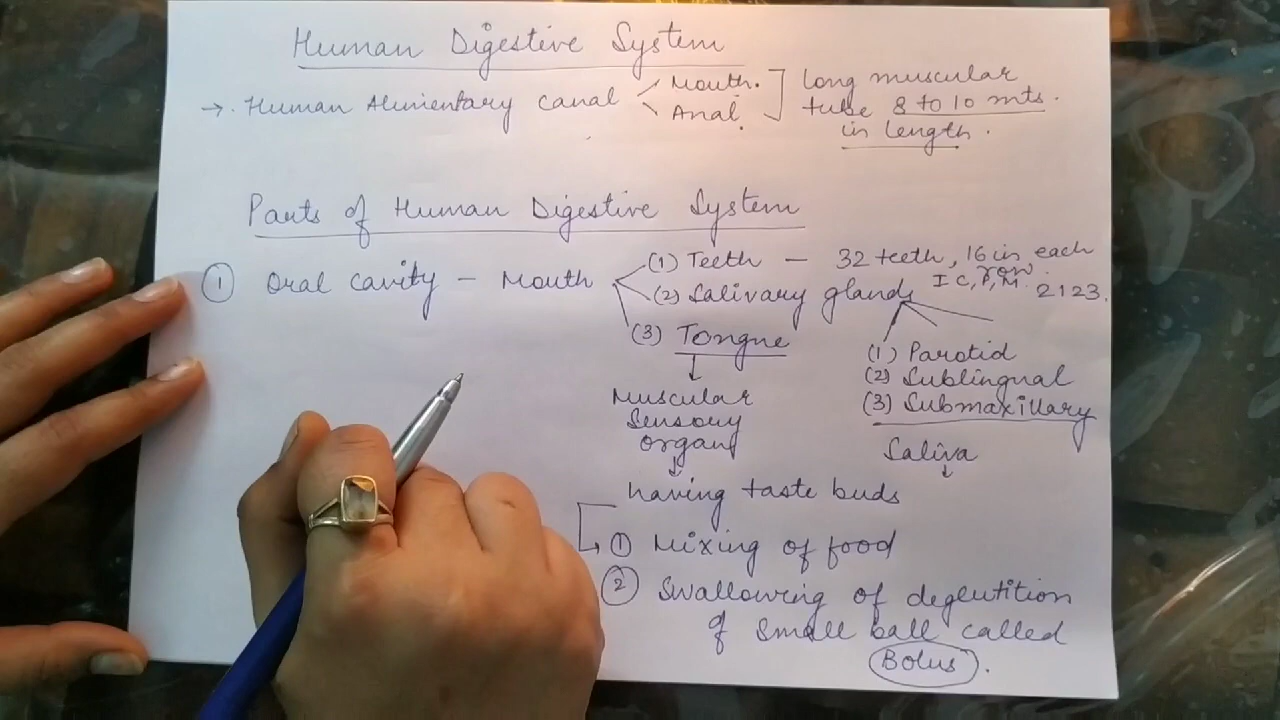 Human Digestive System
→. Human Alimentary Canal Mouth. Anal. ] long muscular
tube 8 to 10 mts.
in length.
Parts of Human Digestive System
① Oral cavity - Mouth
(1) Teeth - 32 teeth, 16 in each
row.
I C, P, M.
2123.
(2) Salivary glands
(1) Parotid
(2) Sublingual
(3) Submaxillary
Saliva
↓
(3) Tongue
↓
Muscular
Sensory
organ
↓
having taste buds
① Mixing of food
② Swallowing of deglutition
of small ball called
Bolus.